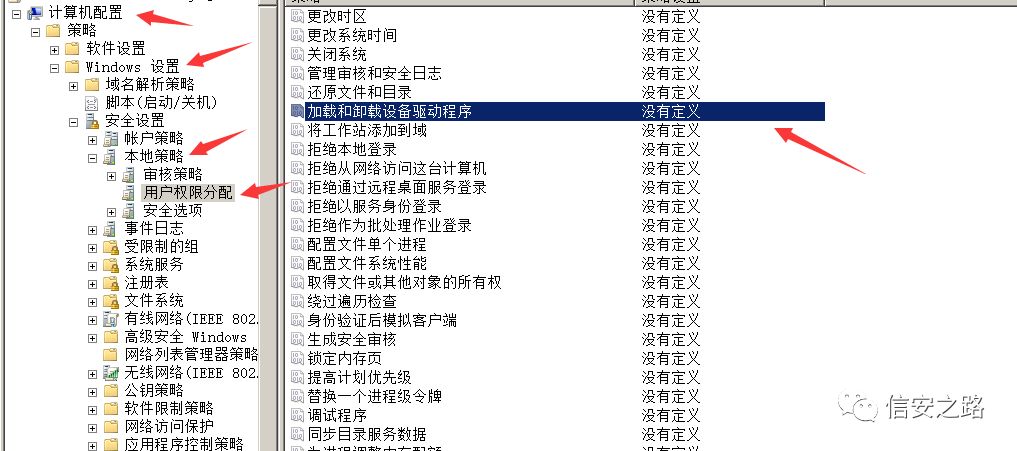 计算机配置
策略
软件设置
Windows 设置
域名解析策略
脚本(启动/关机)
安全设置
帐户策略
本地策略
审核策略
用户权限分配
安全选项
事件日志
受限制的组
系统服务
注册表
文件系统
有线网络(IEEE 802.
高级安全 Windows
网络列表管理器策略
无线网络(IEEE 802.
公钥策略
软件限制策略
网络访问保护
应用程序控制策略
更改时区 没有定义
更改系统时间 没有定义
关闭系统 没有定义
管理审核和安全日志 没有定义
还原文件和目录 没有定义
加载和卸载设备驱动程序 没有定义
将工作站添加到域 没有定义
拒绝本地登录 没有定义
拒绝从网络访问这台计算机 没有定义
拒绝通过远程桌面服务登录 没有定义
拒绝以服务身份登录 没有定义
拒绝作为批处理作业登录 没有定义
配置文件单个进程 没有定义
配置文件系统性能 没有定义
取得文件或其他对象的所有权 没有定义
绕过遍历检查 没有定义
身份验证后模拟客户端 没有定义
生成安全审核 没有定义
锁定内存页 没有定义
提高计划优先级 没有定义
替换一个进程级令牌 没有定义
调试程序 没有定义
同步目录服务数据 没有定义
信安之路